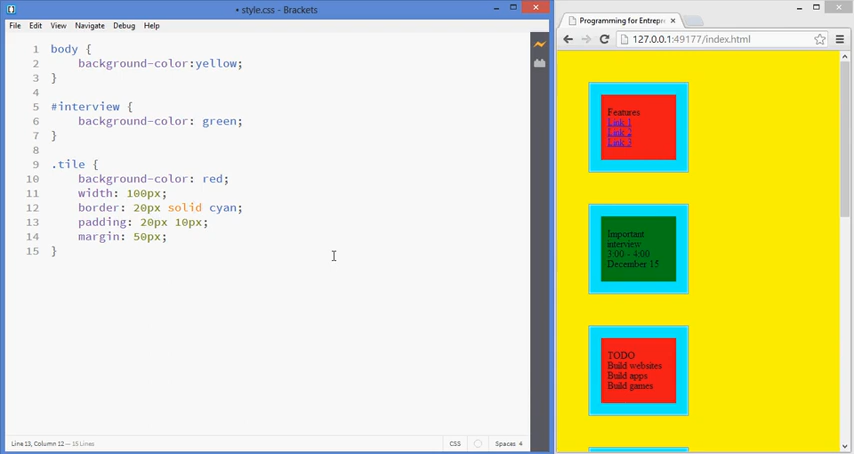 • style.css - Brackets
File Edit View Navigate Debug Help
1 body {
2 background-color:yellow;
3 }
4
5 #interview {
6 background-color: green;
7 }
8
9 .tile {
10 background-color: red;
11 width: 100px;
12 border: 20px solid cyan;
13 padding: 20px 10px;
14 margin: 50px;
15 }
Line 13, Column 12 — 15 Lines
CSS
Spaces 4
Programming for Entrepre
127.0.0.1:49177/index.html
Features
Link 1
Link 2
Link 3
Important
interview
3:00 - 4:00
December 15
TODO
Build websites
Build apps
Build games